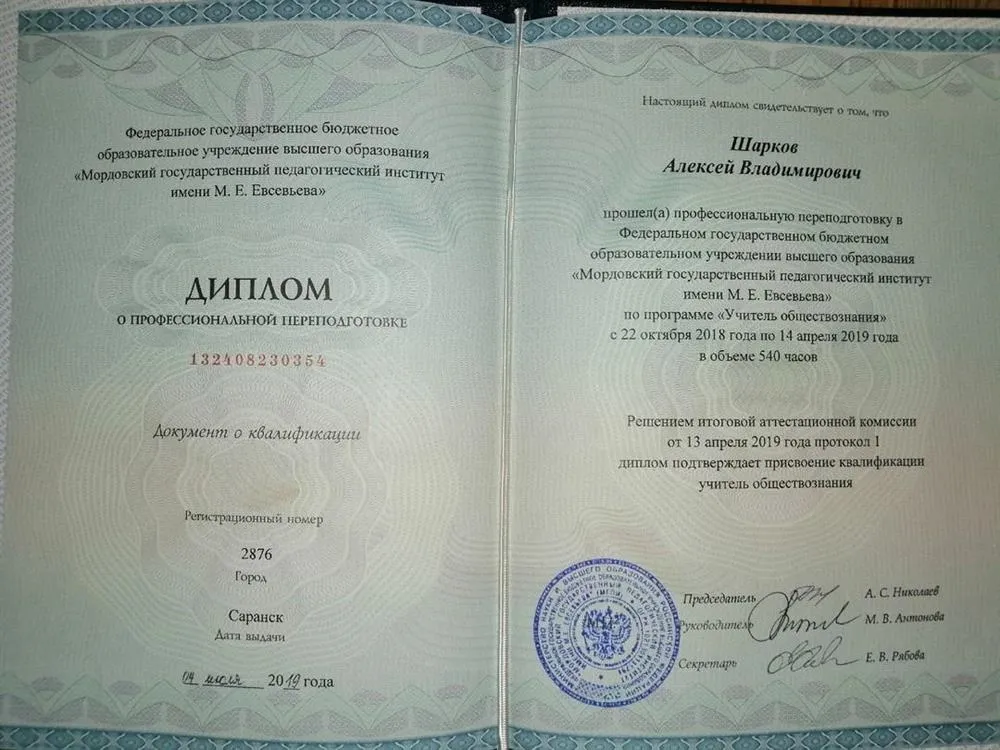 Федеральное государственное бюджетное
образовательное учреждение высшего образования
«Мордовский государственный педагогический институт
имени М. Е. Евсевьева»
ДИПЛОМ
О ПРОФЕССИОНАЛЬНОЙ ПЕРЕПОДГОТОВКЕ
132408230354
Документ о квалификации
Регистрационный номер
2876
Город
Саранск
Дата выдачи
04 июля 2019 года
Настоящий диплом свидетельствует о том, что
Шарков
Алексей Владимирович
прошел(а) профессиональную переподготовку в
Федеральном государственном бюджетном
образовательном учреждении высшего образования
«Мордовский государственный педагогический институт
имени М. Е. Евсевьева»
по программе «Учитель обществознания»
с 22 октября 2018 года по 14 апреля 2019 года
в объеме 540 часов
Решением итоговой аттестационной комиссии
от 13 апреля 2019 года протокол 1
диплом подтверждает присвоение квалификации
учитель обществознания
Председатель А. С. Николаев
Руководитель М. В. Антонова
Секретарь Е. В. Рябова